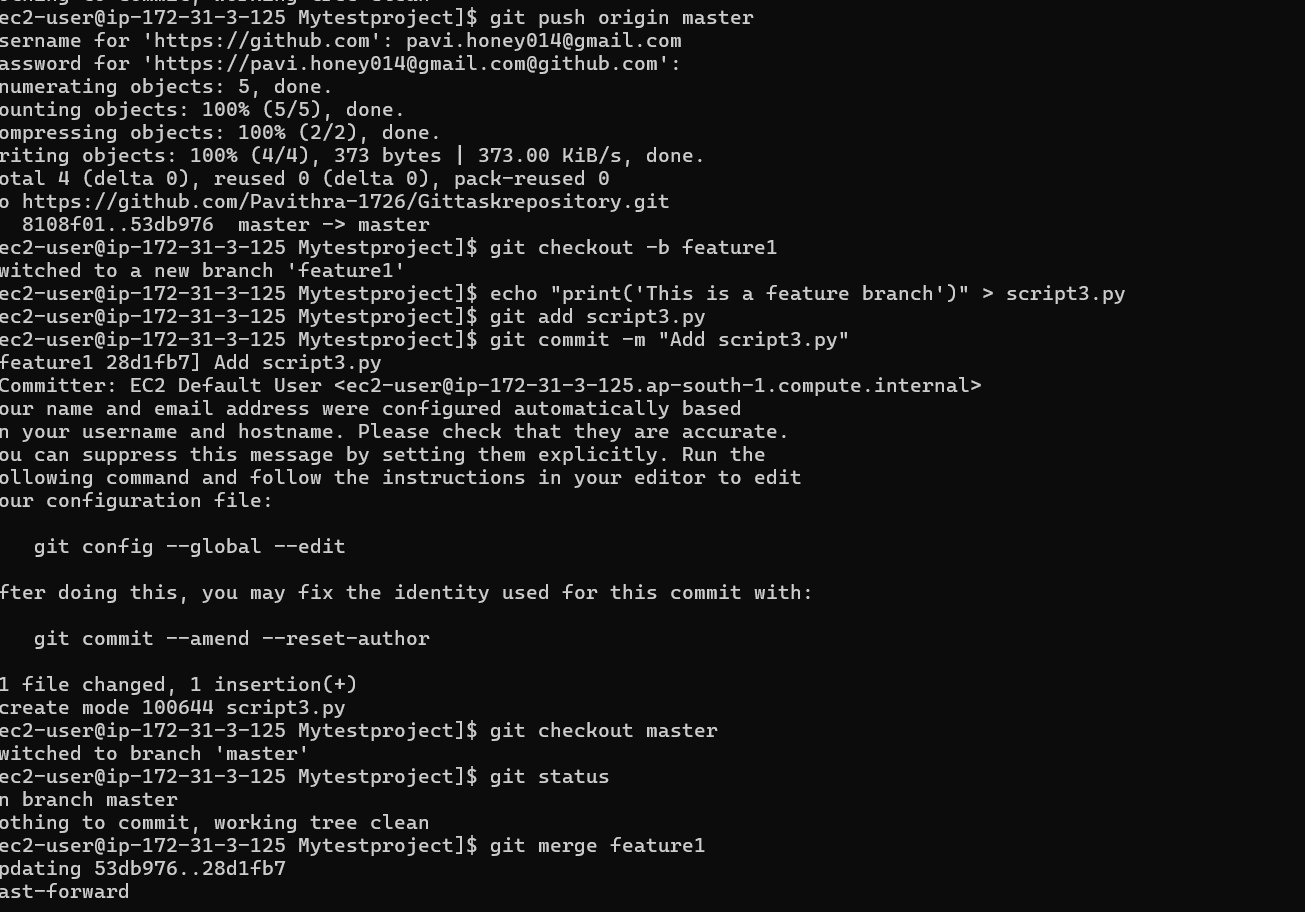 ec2-user@ip-172-31-3-125 Mytestproject]$ git push origin master
sername for 'https://github.com': pavi.honey014@gmail.com
assword for 'https://pavi.honey014@gmail.com@github.com':
numerating objects: 5, done.
ounting objects: 100% (5/5), done.
ompressing objects: 100% (2/2), done.
riting objects: 100% (4/4), 373 bytes | 373.00 KiB/s, done.
otal 4 (delta 0), reused 0 (delta 0), pack-reused 0
o https://github.com/Pavithra-1726/Gittaskrepository.git
8108f01..53db976  master -> master
ec2-user@ip-172-31-3-125 Mytestproject]$ git checkout -b feature1
witched to a new branch 'feature1'
ec2-user@ip-172-31-3-125 Mytestproject]$ echo "print('This is a feature branch')" > script3.py
ec2-user@ip-172-31-3-125 Mytestproject]$ git add script3.py
ec2-user@ip-172-31-3-125 Mytestproject]$ git commit -m "Add script3.py"
feature1 28d1fb7] Add script3.py
Committer: EC2 Default User <ec2-user@ip-172-31-3-125.ap-south-1.compute.internal>
our name and email address were configured automatically based
n your username and hostname. Please check that they are accurate.
ou can suppress this message by setting them explicitly. Run the
ollowing command and follow the instructions in your editor to edit
our configuration file:
git config --global --edit
fter doing this, you may fix the identity used for this commit with:
git commit --amend --reset-author
1 file changed, 1 insertion(+)
create mode 100644 script3.py
ec2-user@ip-172-31-3-125 Mytestproject]$ git checkout master
witched to branch 'master'
ec2-user@ip-172-31-3-125 Mytestproject]$ git status
n branch master
othing to commit, working tree clean
ec2-user@ip-172-31-3-125 Mytestproject]$ git merge feature1
pdating 53db976..28d1fb7
ast-forward